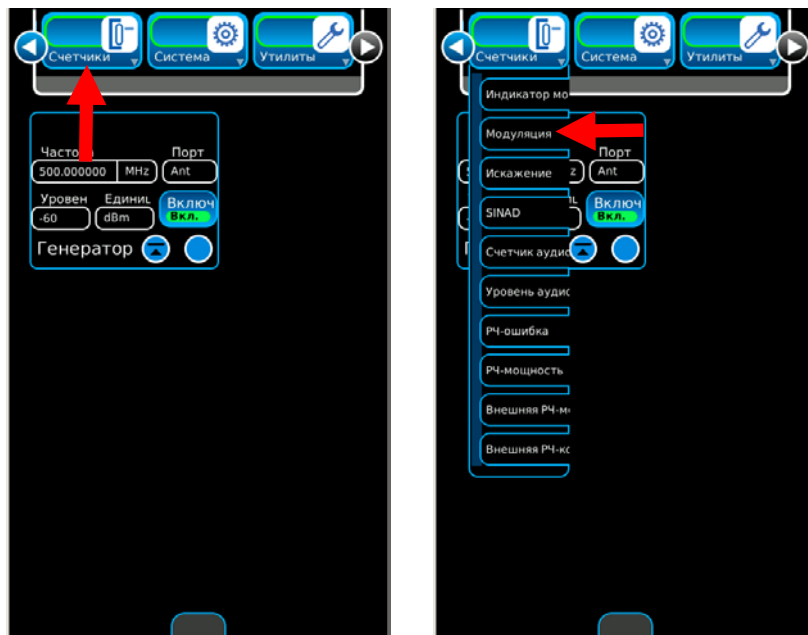 Счетчики Система Утилиты
Частота Порт
500.000000 MHz Ant
Уровен Единиц Включ
-60 dBm Вкл.
Генератор
Счетчики Система Утилиты
Индикатор мо
Модуляция
Порт
Искажение
z Ant
SINAD
Включ
Вкл.
Счетчик аудио
Уровень аудио
РЧ-ошибка
РЧ-мощность
Внешняя РЧ-м
Внешняя РЧ-ко